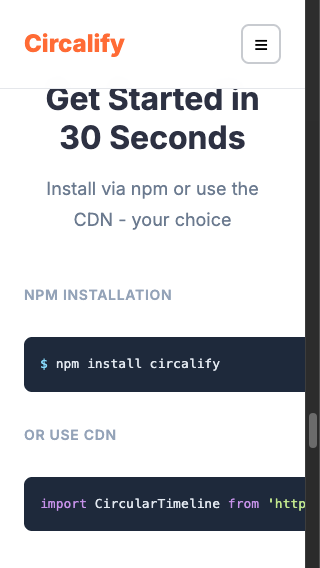 Circalify
Get Started in
30 Seconds
Install via npm or use the
CDN - your choice
NPM INSTALLATION
$ npm install circalify
OR USE CDN
import CircularTimeline from 'http